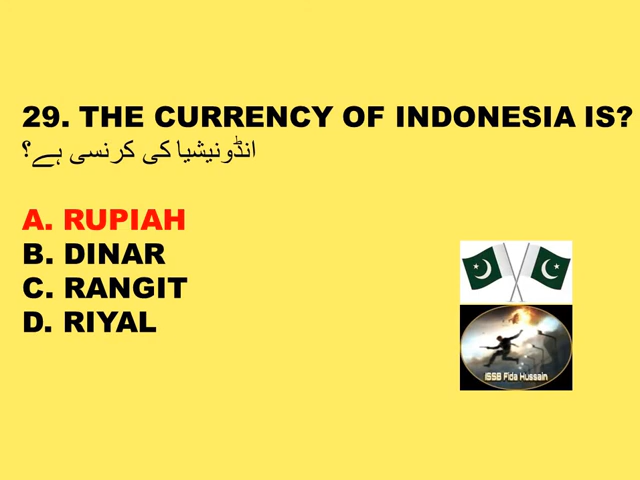 29. THE CURRENCY OF INDONESIA IS?
انڈونیشیا کی کرنسی ہے؟
A. RUPIAH
B. DINAR
C. RANGIT
D. RIYAL
ISSB Fida Hussain